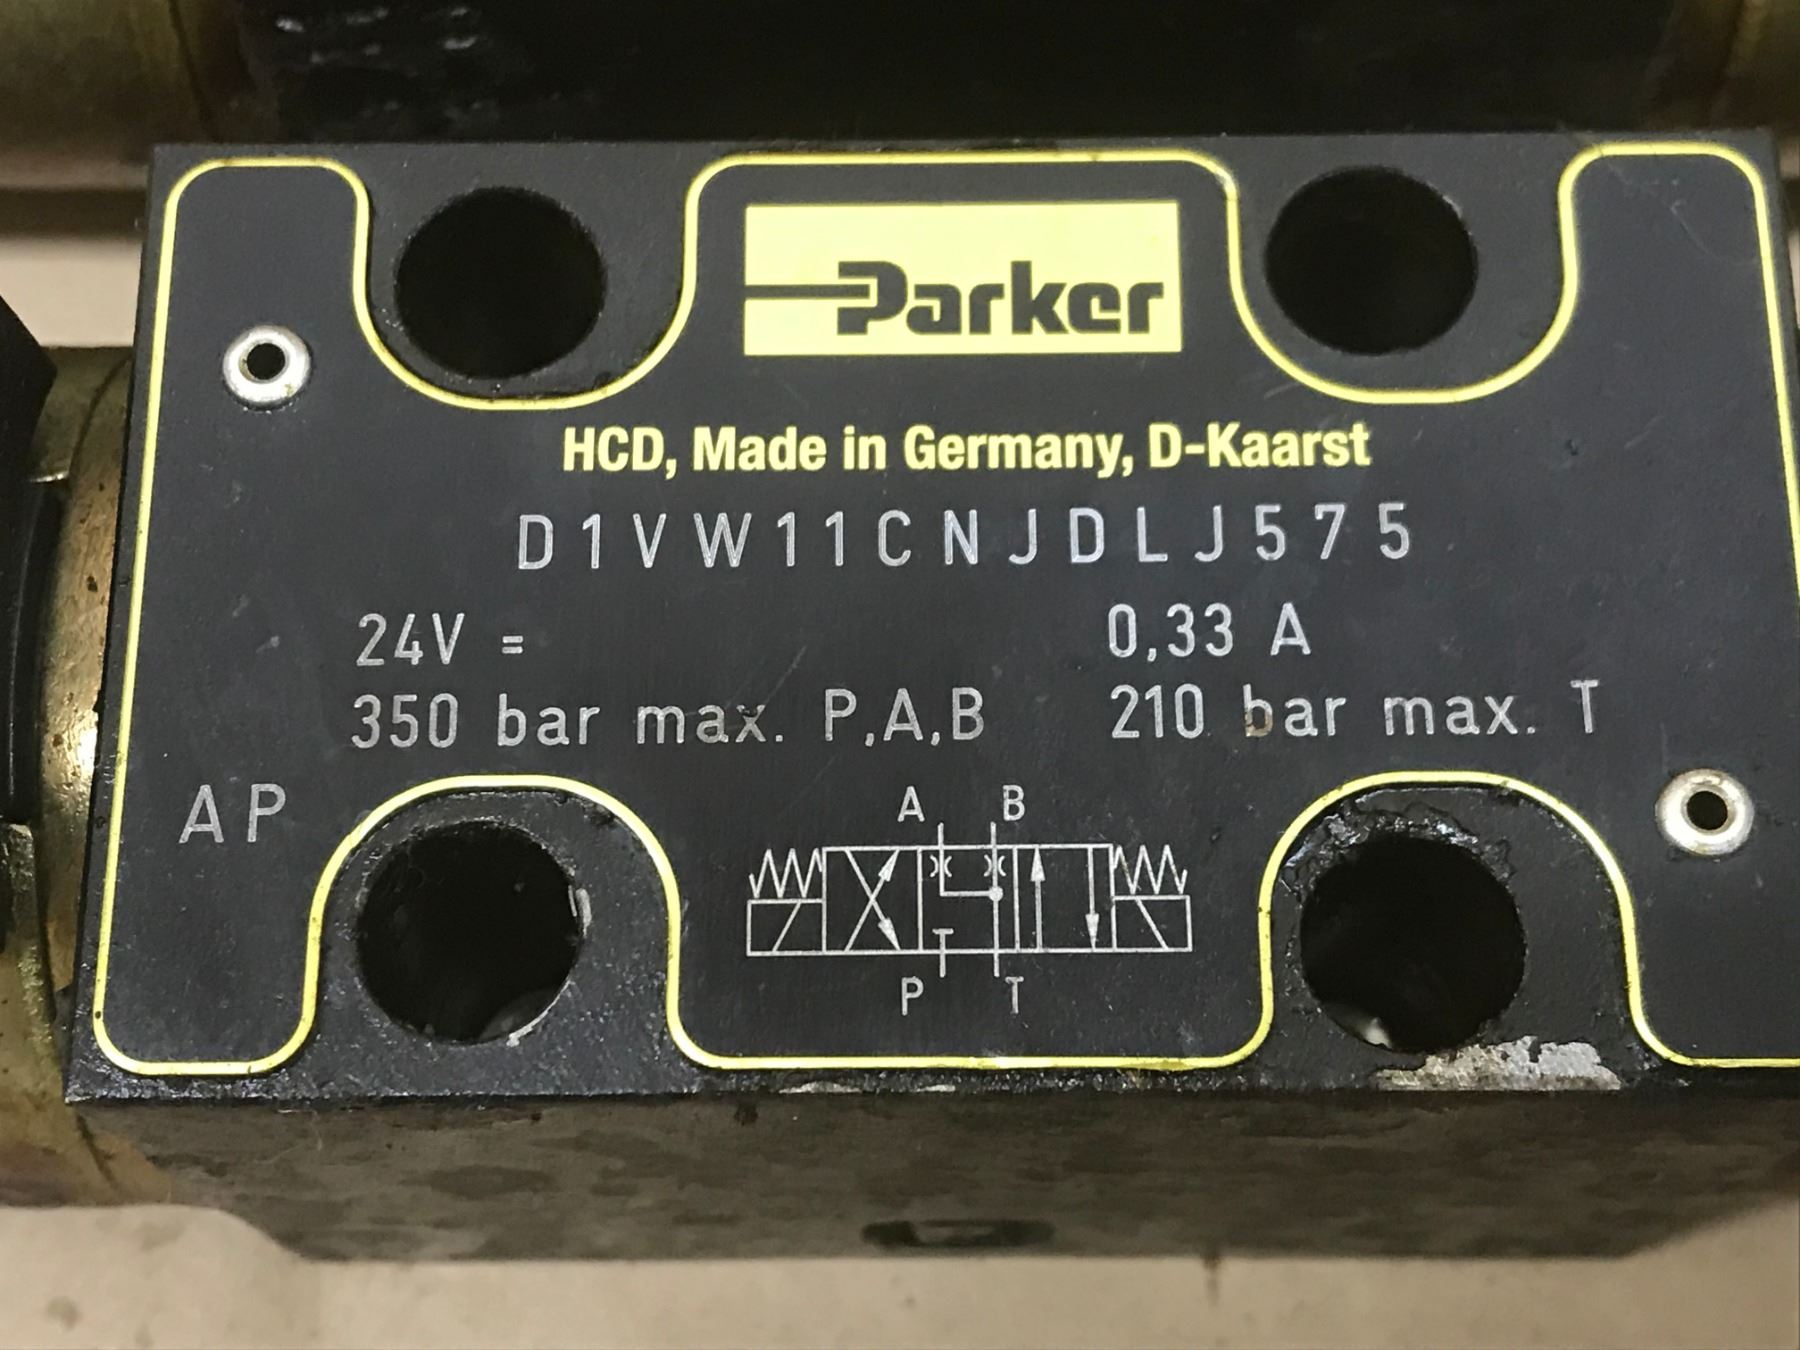 Parker
HCD, Made in Germany, D-Kaarst
D1VW11CNJDLJ575
24V = 0,33 A
350 bar max. P,A,B 210 bar max. T
AP
A B
P T